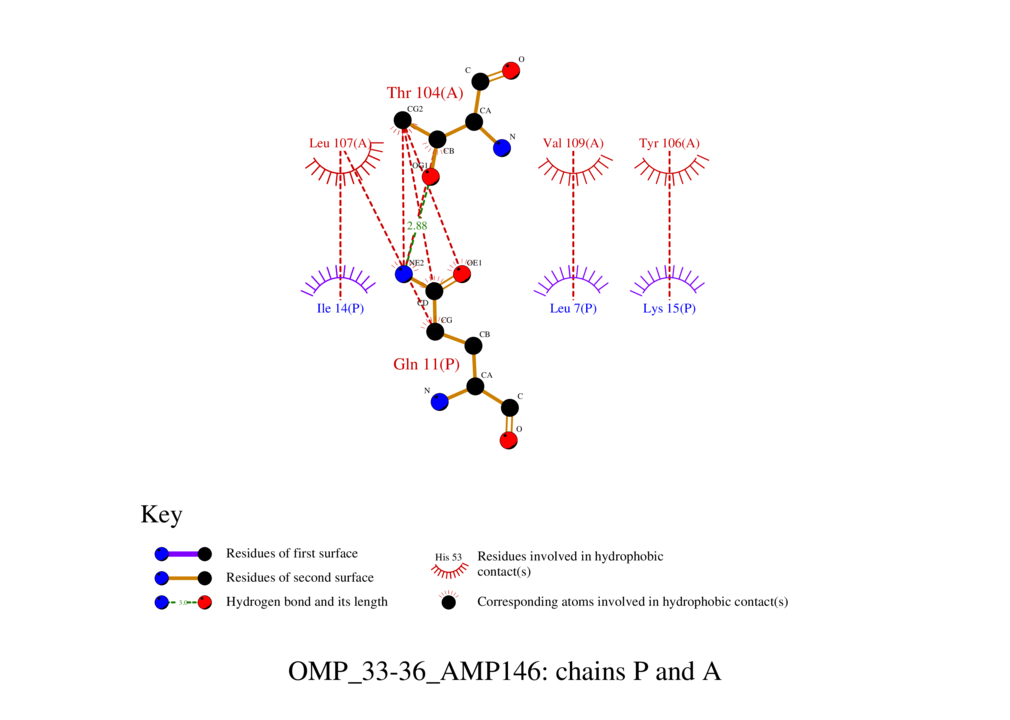 O
C
Thr 104(A)
CG2
CA
N
Leu 107(A)
CB
Val 109(A)
Tyr 106(A)
OG1
2.88
NE2
OE1
CD
Ile 14(P)
Leu 7(P)
Lys 15(P)
CG
CB
Gln 11(P)
CA
N
C
O
Key
Residues of first surface
Residues of second surface
3.0
Hydrogen bond and its length
His 53
Residues involved in hydrophobic
contact(s)
Corresponding atoms involved in hydrophobic contact(s)
OMP_33-36_AMP146: chains P and A